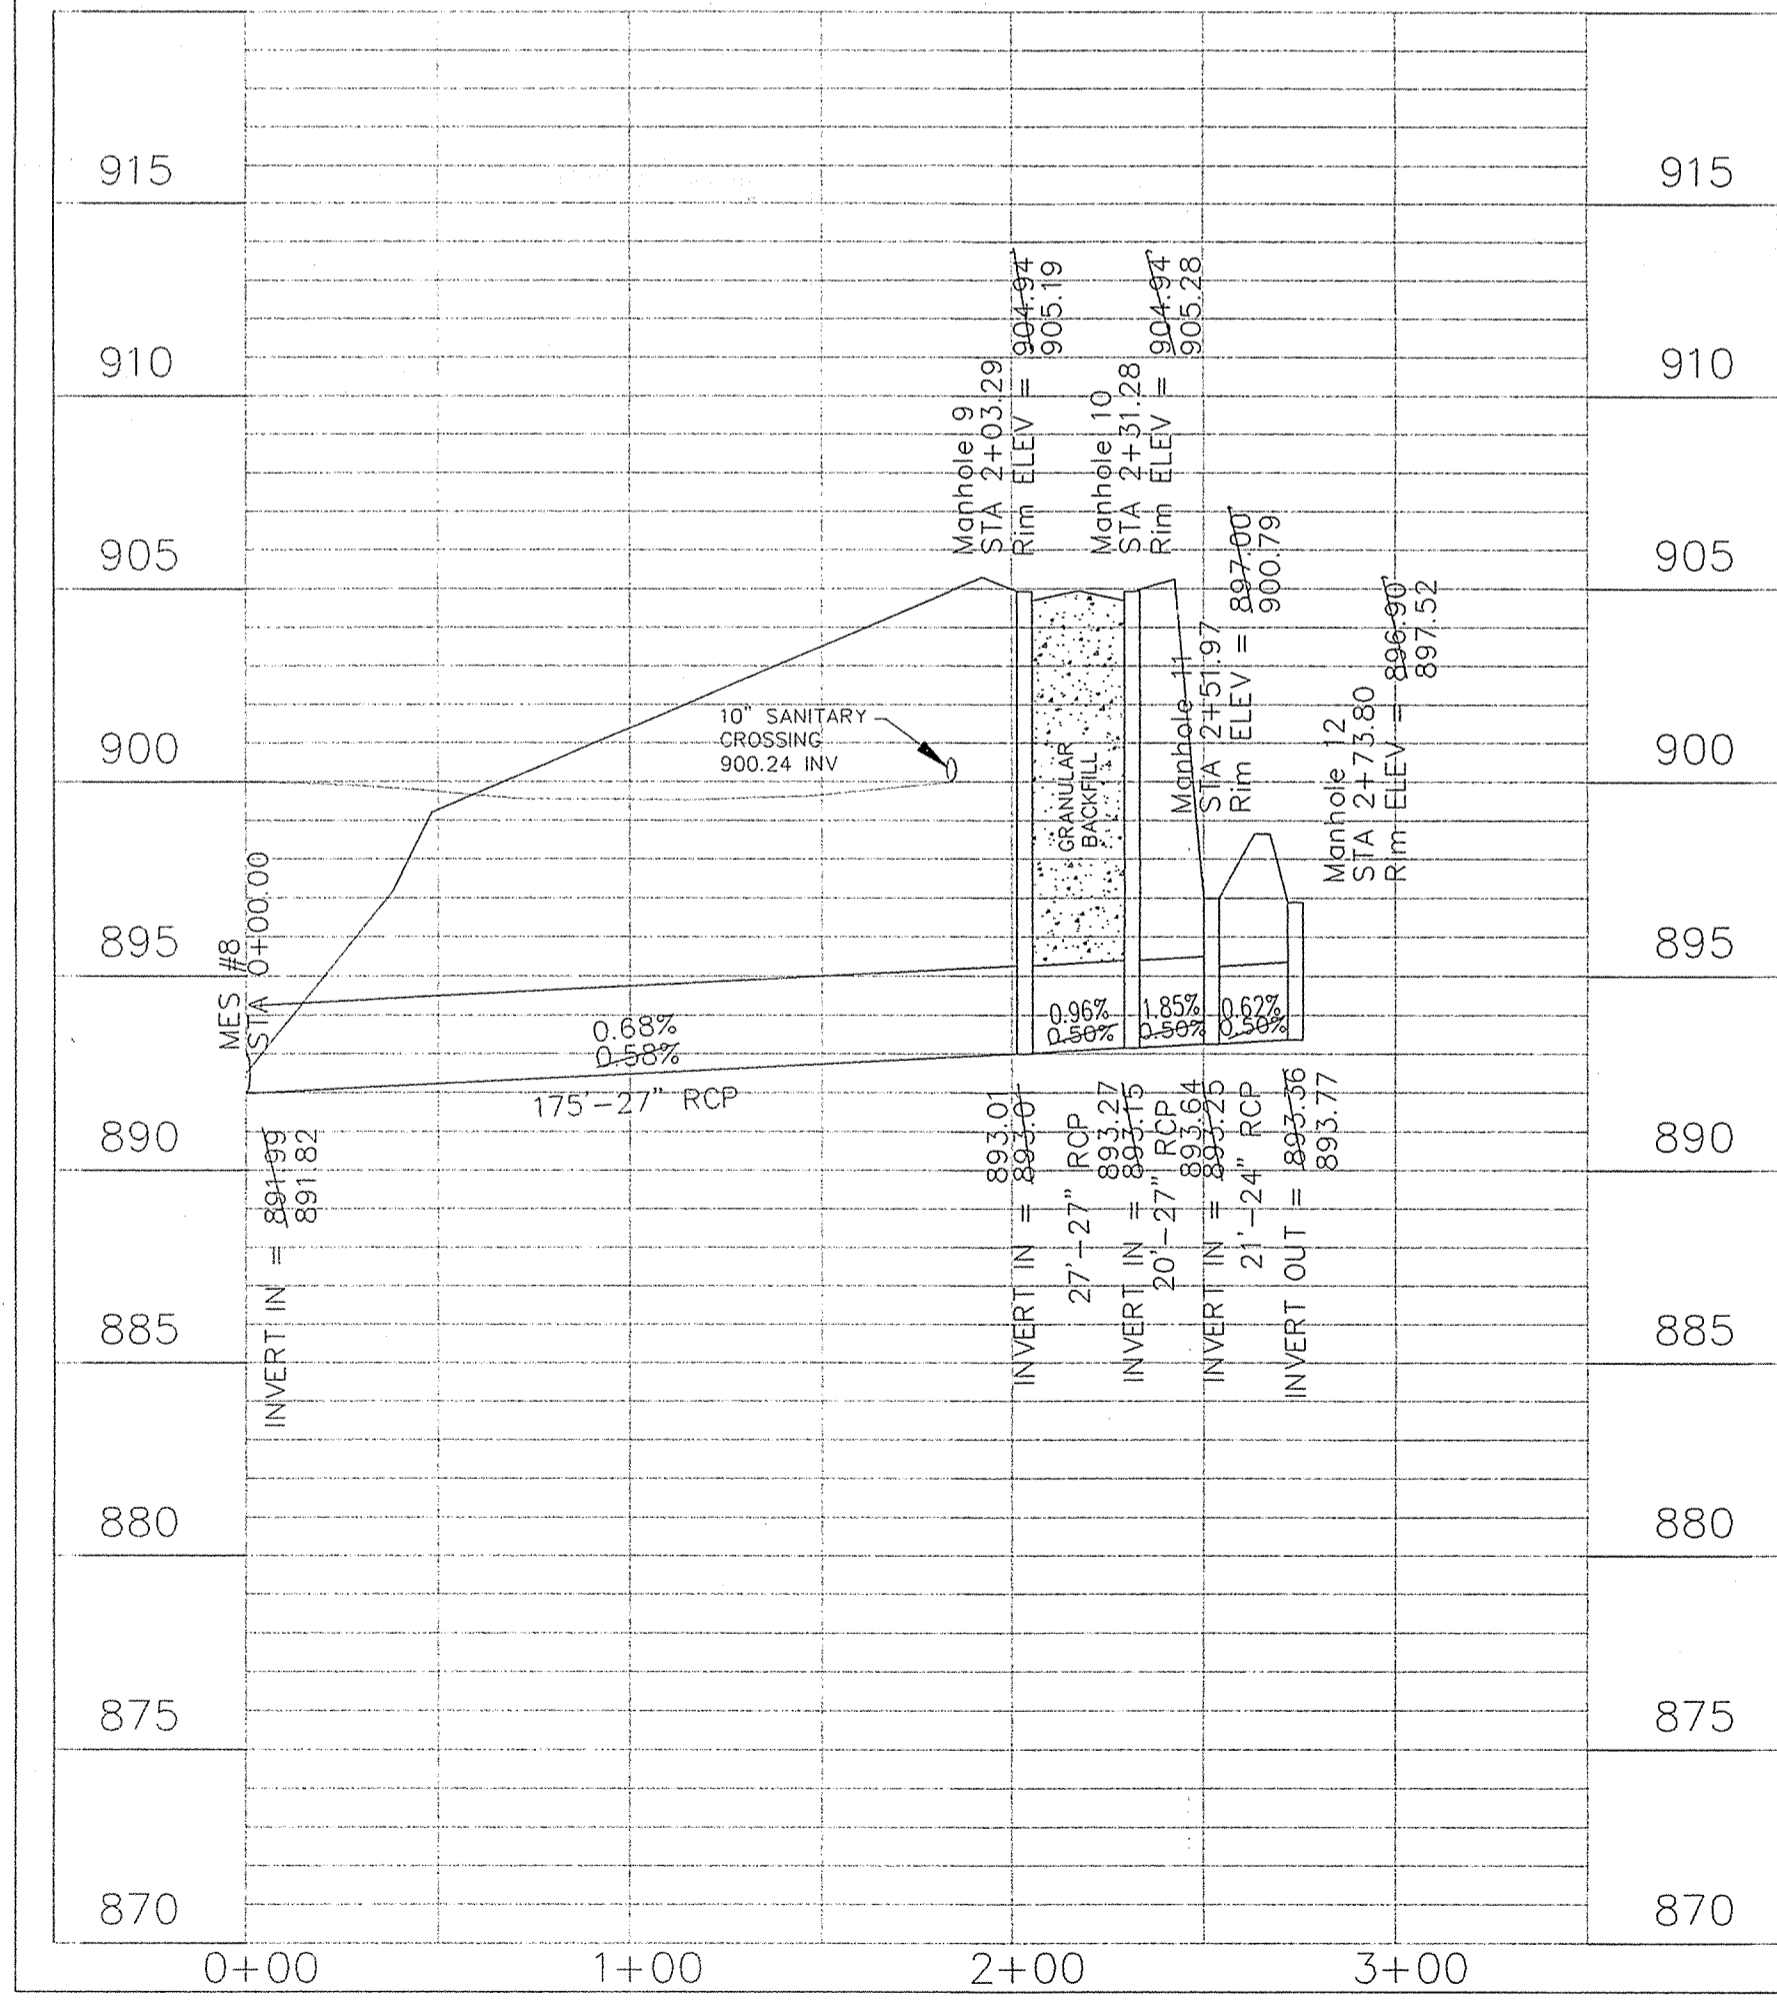 915
915
910
910
905
905
900
900
895
895
890
890
885
885
880
880
875
875
870
870
0+00
1+00
2+00
3+00
Manhole 9
STA 2+03.29
Rim ELEV = 904.94'
905.19
Manhole 10
STA 2+31.28
Rim ELEV = 904.94'
905.28
Manhole 11
STA 2+51.97
Rim ELEV = 897.00'
900.79
Manhole 12
STA 2+73.80
Rim ELEV = 896.90'
897.52
10" SANITARY
CROSSING
900.24 INV
GRANULAR
BACKFILL
MES #8
STA 0+00.00
0.68%
0.58%
175'-27" RCP
0.96%
0.50%
1.85%
0.50%
0.62%
0.50%
INVERT IN = 891.99
891.82
893.01
INVERT IN = 893.01
27'-27" RCP
893.27
INVERT IN = 893.15
20'-27" RCP
893.64
INVERT IN = 893.25
21'-24" RCP
INVERT OUT = 893.36
893.77